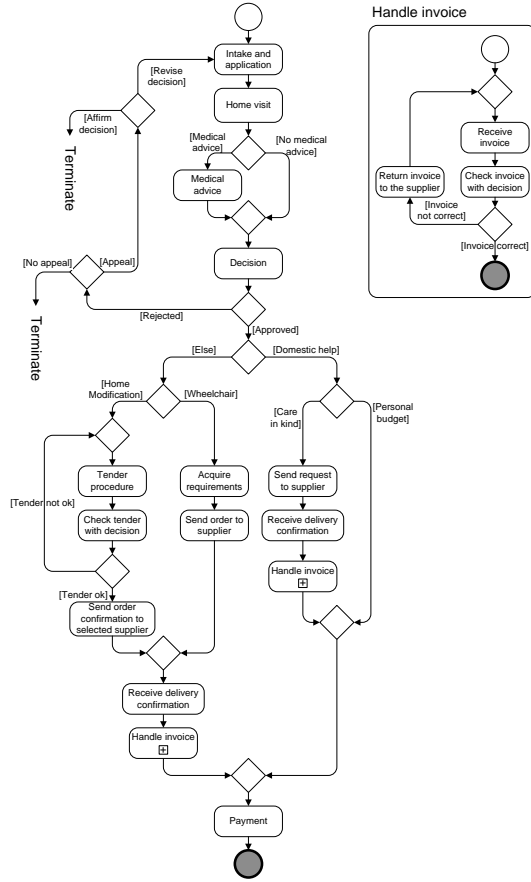 Handle invoice
Intake and
application
[Revise
decision]
Home visit
[Affirm
decision]
Terminate
[Medical
advice]
[No medical
advice]
Medical
advice
Receive
invoice
Return invoice
to the supplier
Check invoice
with decision
[Invoice
not correct]
[Invoice correct]
Decision
[No appeal]
[Appeal]
Terminate
[Rejected]
[Approved]
[Else]
[Domestic help]
[Home
Modification]
[Wheelchair]
[Care
in kind]
[Personal
budget]
Tender
procedure
Acquire
requirements
Send request
to supplier
[Tender not ok]
Check tender
with decision
Send order to
supplier
Receive delivery
confirmation
Handle invoice
[Tender ok]
Send order
confirmation to
selected supplier
Receive delivery
confirmation
Handle invoice
Payment